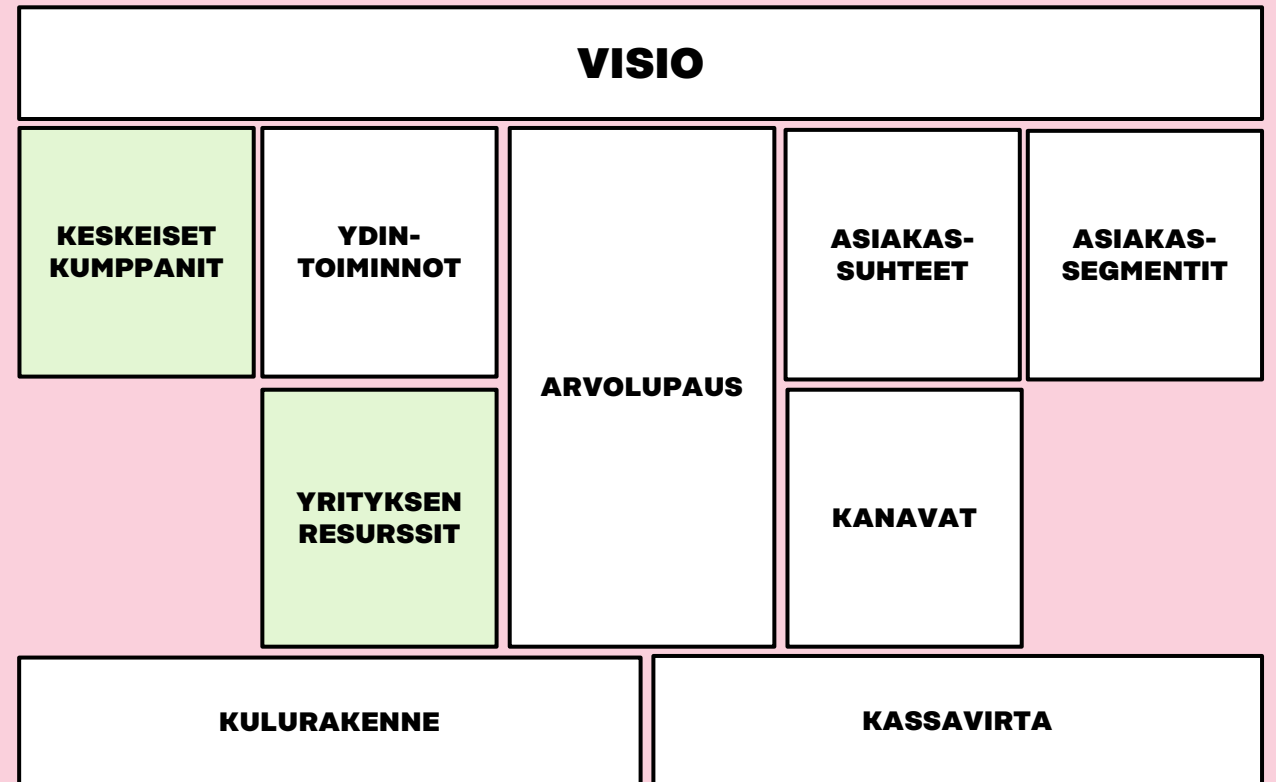 VISIO
KESKEISET
KUMPPANIT
YDIN-
TOIMINNOT
ARVOLUPAUS
ASIAKAS-
SUHTEET
ASIAKAS-
SEGMENTIT
YRITYKSEN
RESURSSIT
KANAVAT
KULURAKENNE
KASSAVIRTA